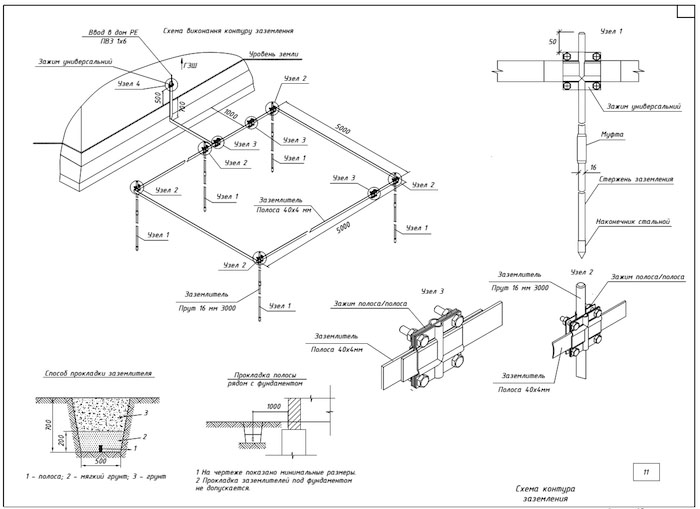 Ввод в дом PE
ПВЗ 1х6
Схема виконання контуру заземлення
Зажим универсальний
ГЗШ
Уровень земли
Узел 4
500
1000
Узел 2
Узел 3
5000
Узел 3
Узел 1
Узел 2
Узел 3
Узел 2
Узел 2
Узел 1
Заземлитель
Полоса 40х4 мм
Узел 1
Узел 1
5000
Узел 2
Заземлитель
Прут 16 мм 3000
Узел 1
Узел 1
50
Зажим универсальний
Муфта
16
Стержень заземления
Наконечник стальной
Узел 2
Заземлитель
Прут 16 мм 3000
Зажим полоса/полоса
Заземлитель
Полоса 40х4мм
Узел 3
Зажим полоса/полоса
Заземлитель
Полоса 40х4мм
Способ прокладки заземлителя
700
200
500
3
2
1
1 - полоса; 2 - мягкий грунт; 3 - грунт
Прокладка полосы
рядом с фундаментом
1000
1 На чертеже показано минимальные размеры.
2 Прокладка заземлителей под фундаментом
не допускается.
11
Схема контура
заземления